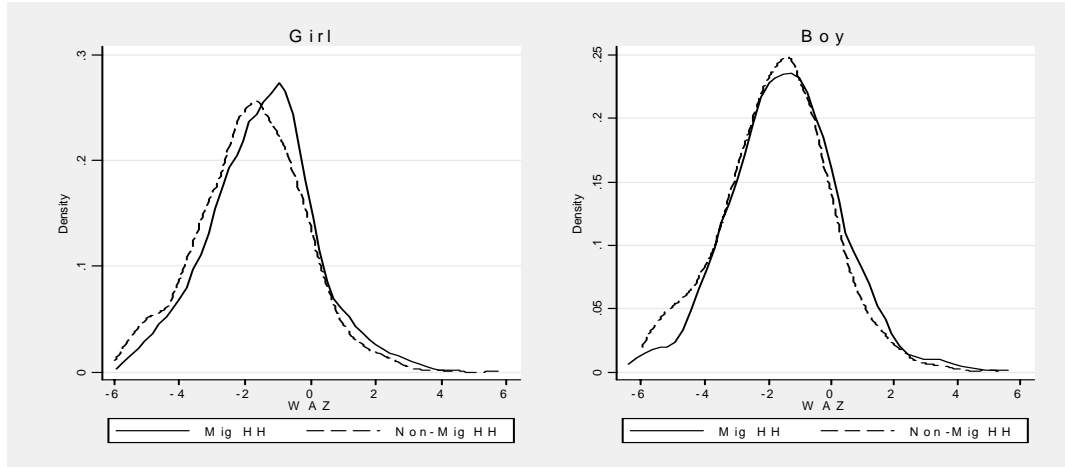 Girl
Density
.3
.2
.1
0
-6 -4 -2 0 2 4 6
WAZ
Mig HH Non-Mig HH
Boy
Density
.25
.2
.15
.1
.05
0
-6 -4 -2 0 2 4 6
WAZ
Mig HH Non-Mig HH